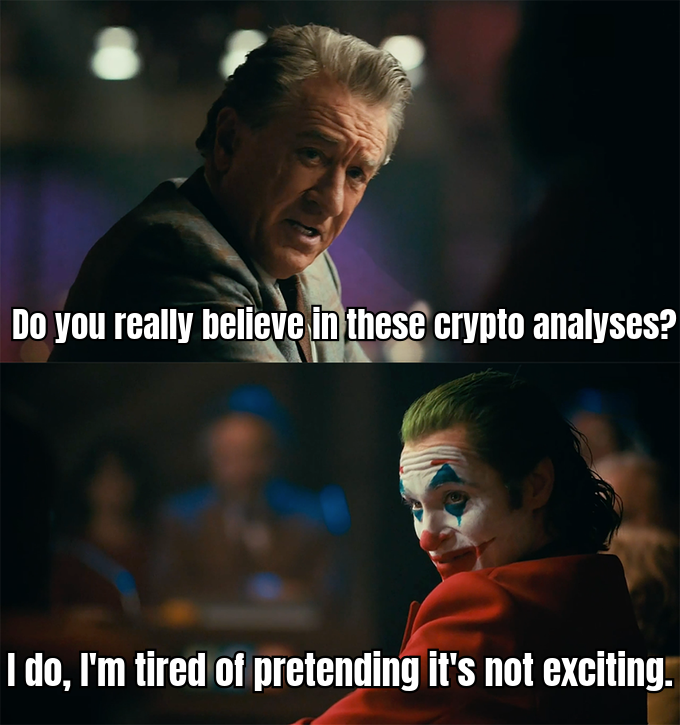 Do you really believe in these crypto analyses?
I do, I'm tired of pretending it's not exciting.